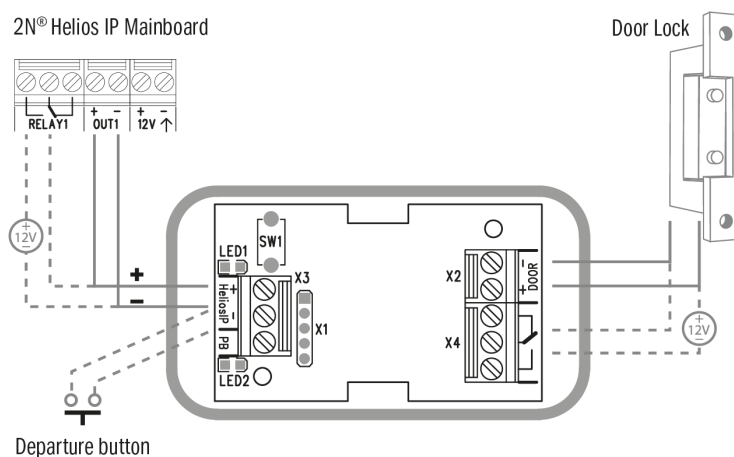 2N® Helios IP Mainboard
Door Lock
+ − + −
RELAY1 OUT1 12V ↑
+
12V
−
SW1
LED1
X3
+
−
+
−
HeliosIP
PB
X1
LED2
X2
−
+
DOOR
X4
+
12V
−
Departure button